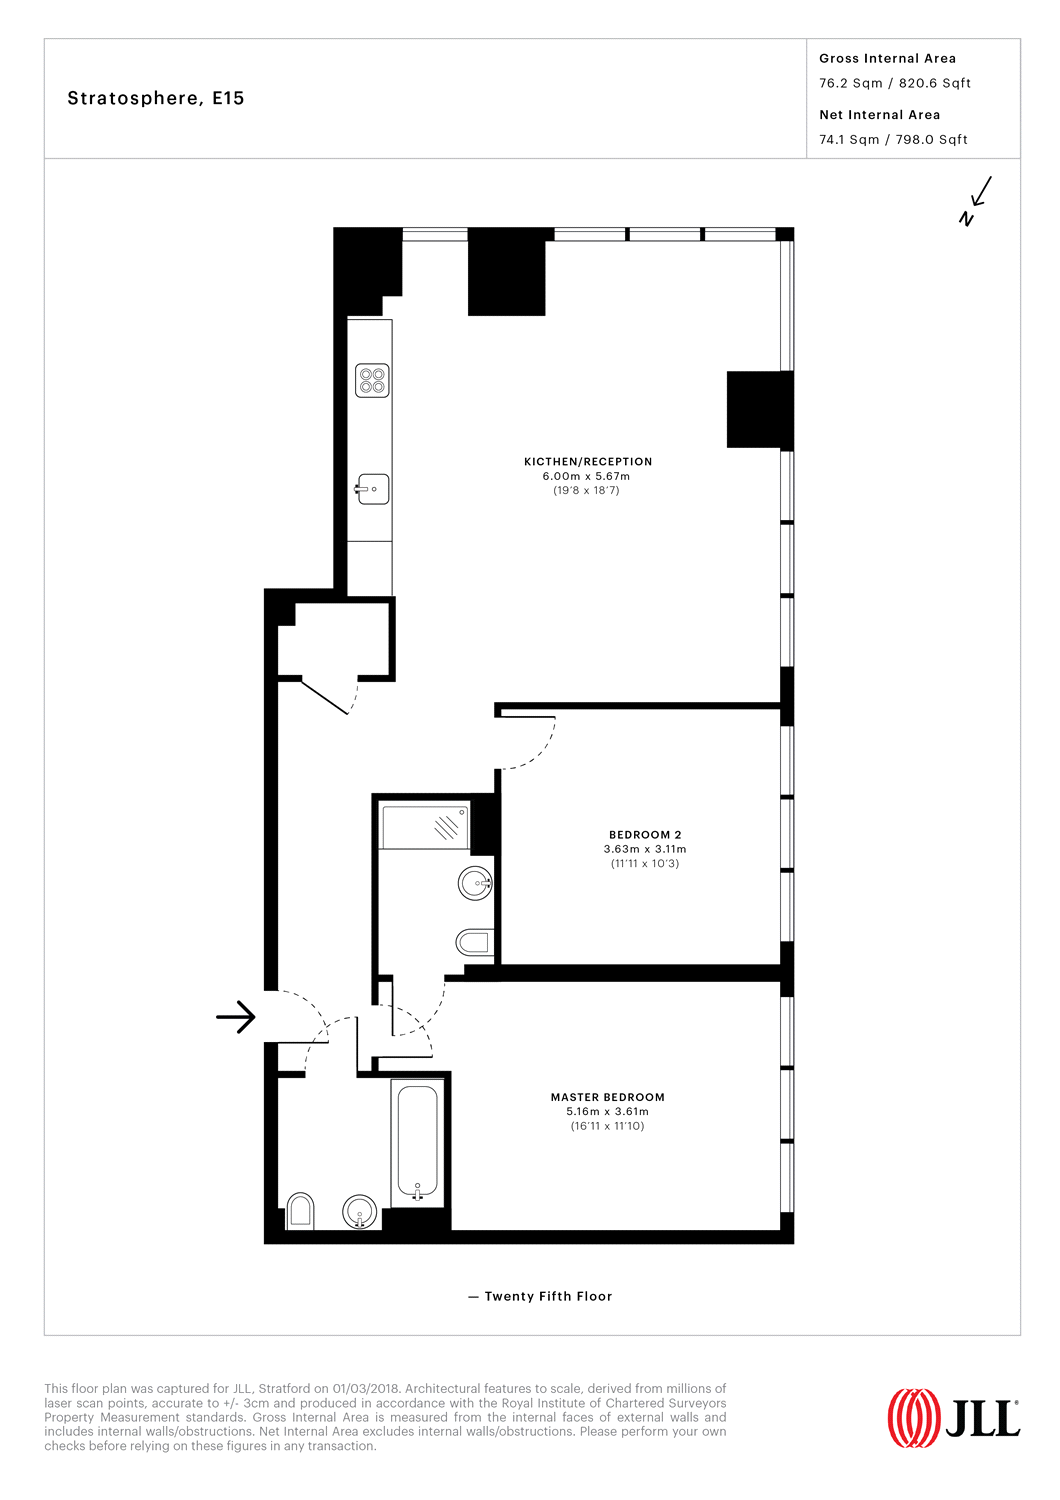 Stratosphere, E15
Gross Internal Area
76.2 Sqm / 820.6 Sqft
Net Internal Area
74.1 Sqm / 798.0 Sqft
N
KICTHEN/RECEPTION
6.00m x 5.67m
(19'8 x 18'7)
BEDROOM 2
3.63m x 3.11m
(11'11 x 10'3)
MASTER BEDROOM
5.16m x 3.61m
(16'11 x 11'10)
— Twenty Fifth Floor
This floor plan was captured for JLL, Stratford on 01/03/2018. Architectural features to scale, derived from millions of
laser scan points, accurate to +/- 3cm and produced in accordance with the Royal Institute of Chartered Surveyors
Property Measurement standards. Gross Internal Area is measured from the internal faces of external walls and
includes internal walls/obstructions. Net Internal Area excludes internal walls/obstructions. Please perform your own
checks before relying on these figures in any transaction.
JLL®